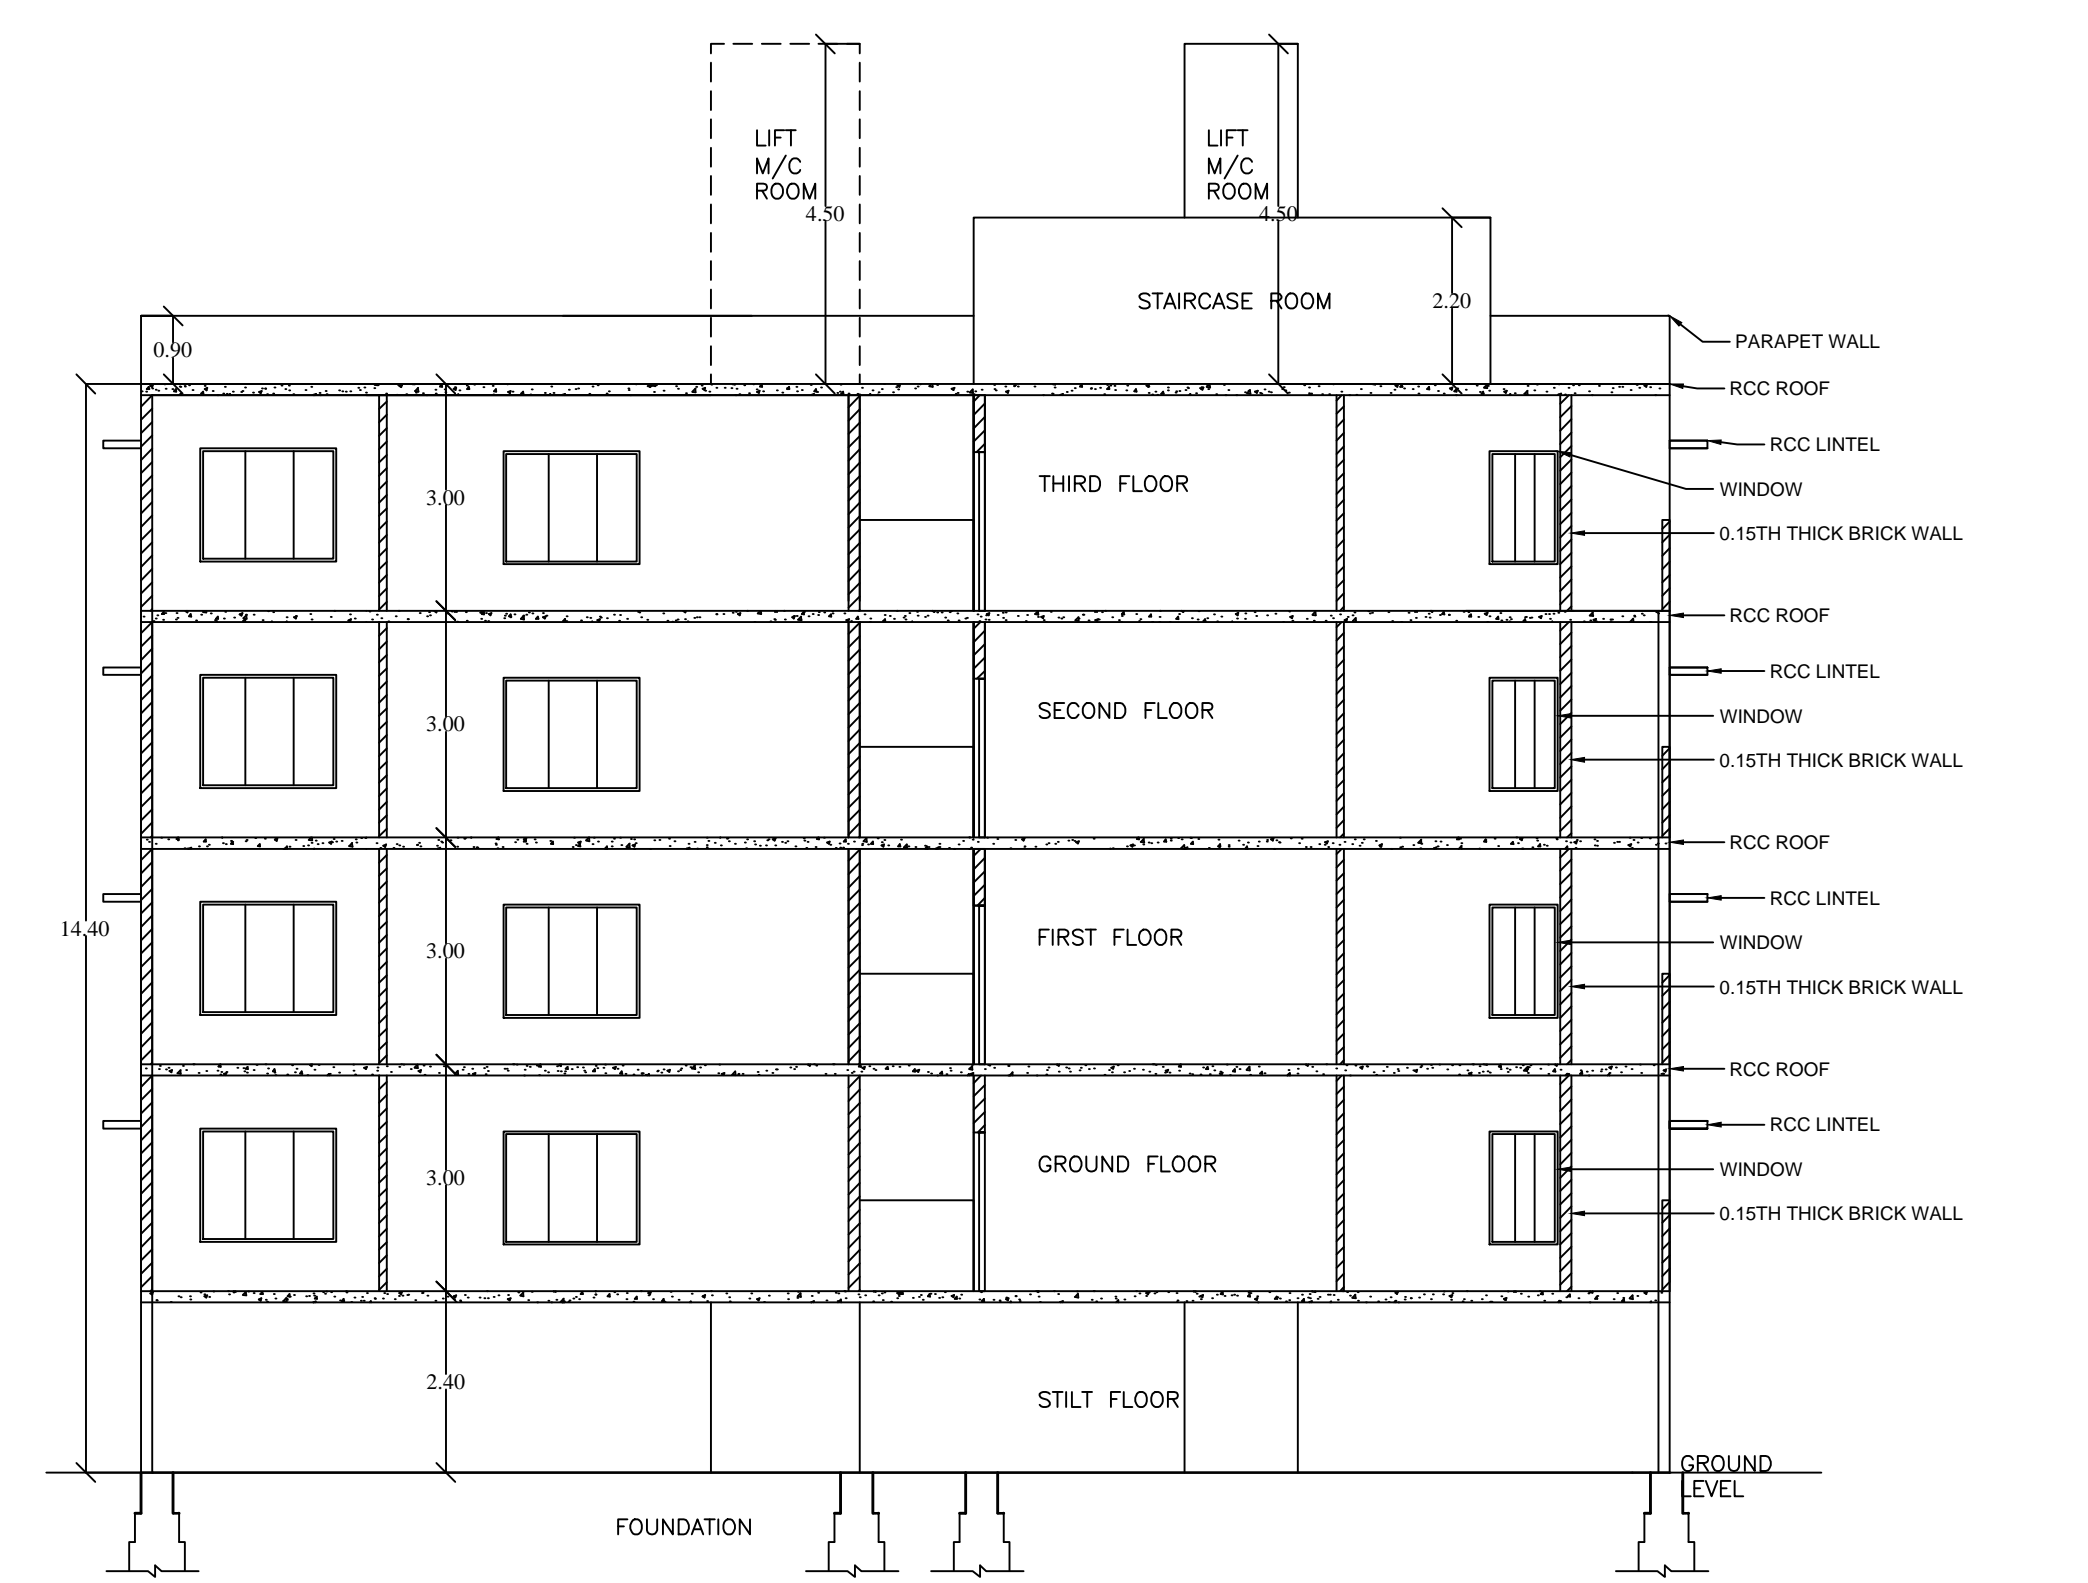 LIFT
M/C
ROOM
4.50
LIFT
M/C
ROOM
4.50
STAIRCASE ROOM
2.20
0.90
PARAPET WALL
RCC ROOF
RCC LINTEL
3.00
THIRD FLOOR
WINDOW
0.15TH THICK BRICK WALL
RCC ROOF
RCC LINTEL
3.00
SECOND FLOOR
WINDOW
0.15TH THICK BRICK WALL
RCC ROOF
RCC LINTEL
14.40
3.00
FIRST FLOOR
WINDOW
0.15TH THICK BRICK WALL
RCC ROOF
RCC LINTEL
3.00
GROUND FLOOR
WINDOW
0.15TH THICK BRICK WALL
2.40
STILT FLOOR
GROUND
LEVEL
FOUNDATION